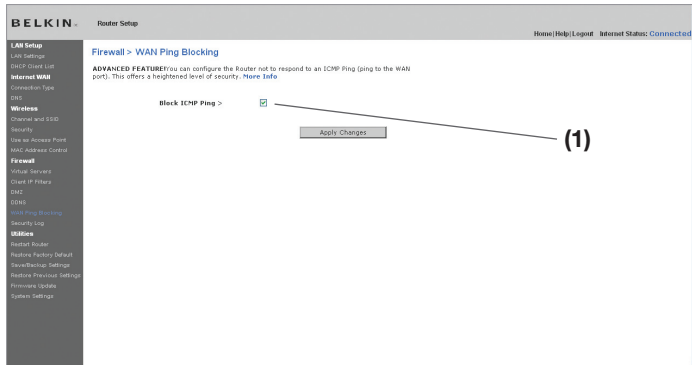 BELKIN® Router Setup
Home|Help|Logout Internet Status: Connected
LAN Setup
LAN Settings
DHCP Client List
Internet WAN
Connection Type
DNS
Wireless
Channel and SSID
Security
Use as Access Point
MAC Address Control
Firewall
Virtual Servers
Client IP Filters
DMZ
DDNS
WAN Ping Blocking
Security Log
Utilities
Restart Router
Restore Factory Default
Save/Backup Settings
Restore Previous Settings
Firmware Update
System Settings
Firewall > WAN Ping Blocking
ADVANCED FEATURE!You can configure the Router not to respond to an ICMP Ping (ping to the WAN
port). This offers a heightened level of security. More Info
Block ICMP Ping >
Apply Changes
(1)